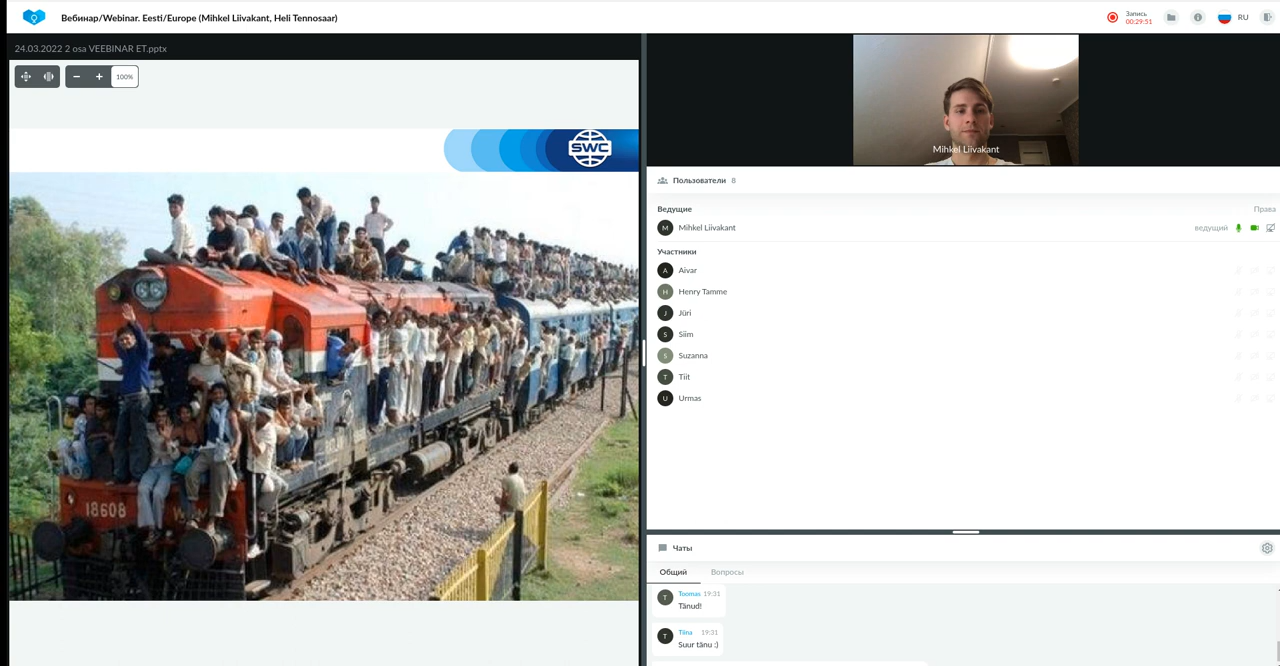 Вебинар/Webinar. Eesti/Europe (Mihkel Liivakant, Heli Tennosaar)
Запись
00:29:51
RU
24.03.2022 2 osa VEEBINAR ET.pptx
100%
SWC
18608
Mihkel Liivakant
Пользователи 8
Ведущие
Права
M Mihkel Liivakant
ведущий
Участники
A Aivar
H Henry Tamme
J Jüri
S Siim
S Suzanna
T Tiit
U Urmas
Чаты
Общий
Вопросы
T Toomas 19:31
Tänud!
T Tiina 19:31
Suur tänu :)